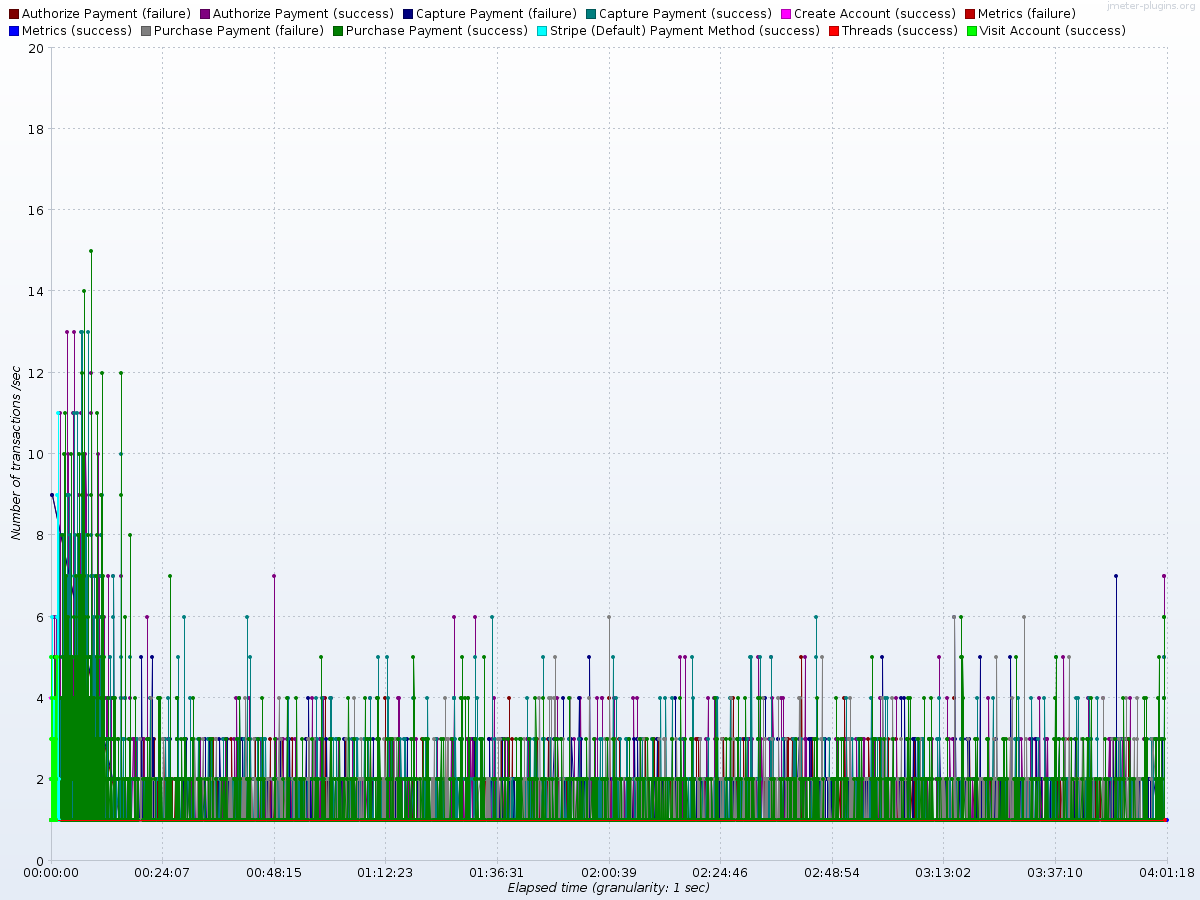 jmeter-plugins.org
Authorize Payment (failure) Authorize Payment (success) Capture Payment (failure) Capture Payment (success) Create Account (success) Metrics (failure)
Metrics (success) Purchase Payment (failure) Purchase Payment (success) Stripe (Default) Payment Method (success) Threads (success) Visit Account (success)
20
18
16
14
12
10
8
6
4
2
0
Number of transactions /sec
00:00:00 00:24:07 00:48:15 01:12:23 01:36:31 02:00:39 02:24:46 02:48:54 03:13:02 03:37:10 04:01:18
Elapsed time (granularity: 1 sec)